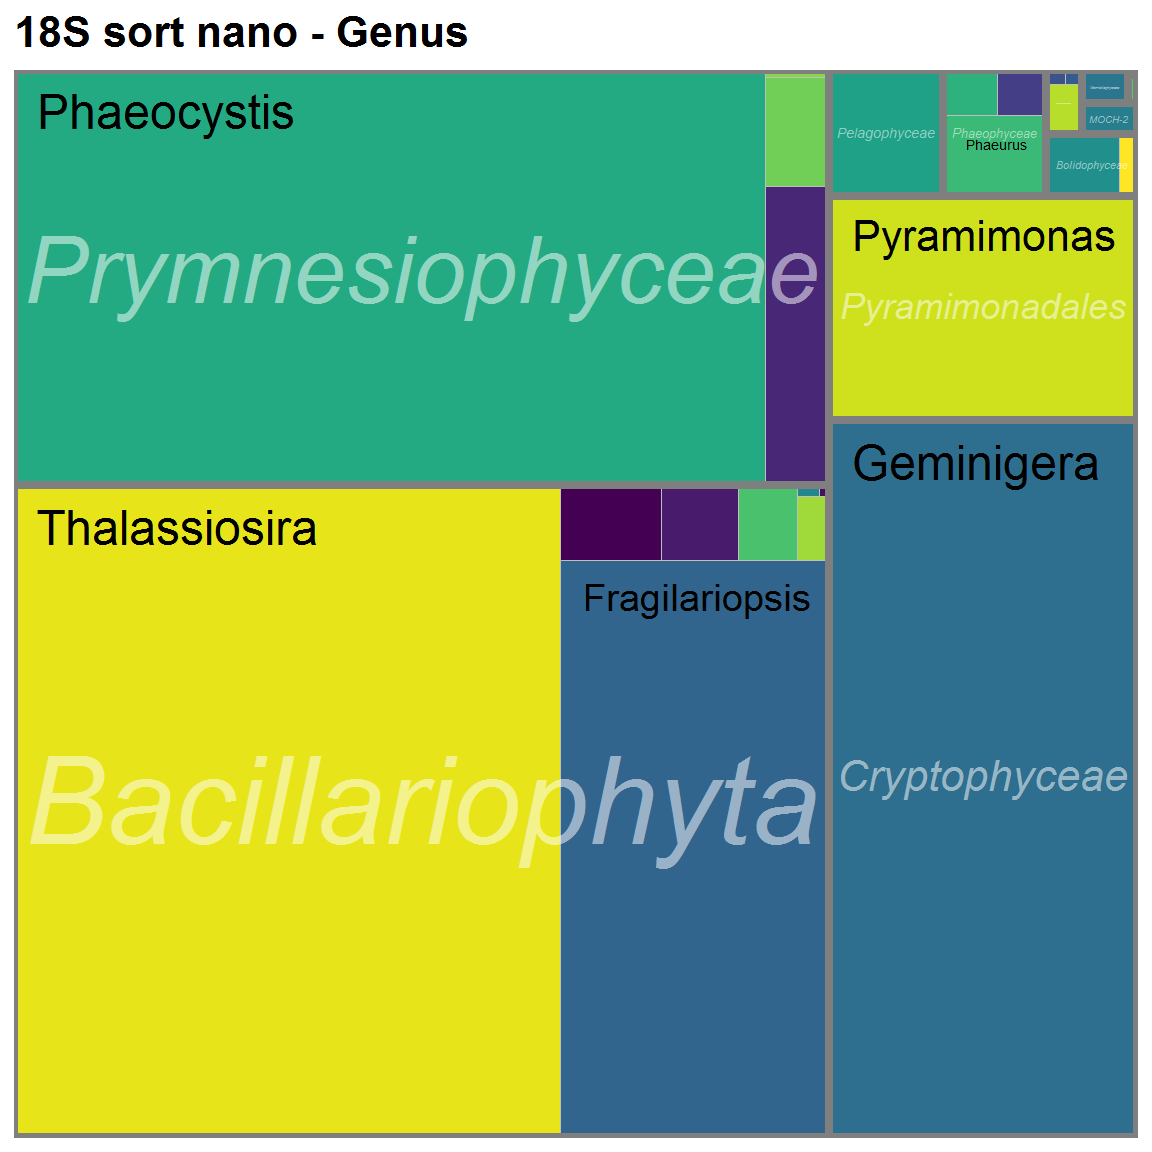 18S sort nano - Genus
Phaeocystis
Prymnesiophyceae
Pelagophyceae
Phaeophyceae
Phaeurus
MOCH-2
Bolidophyceae
Pyramimonas
Pyramimonadales
Geminigera
Cryptophyceae
Thalassiosira
Fragilariopsis
Bacillariophyta